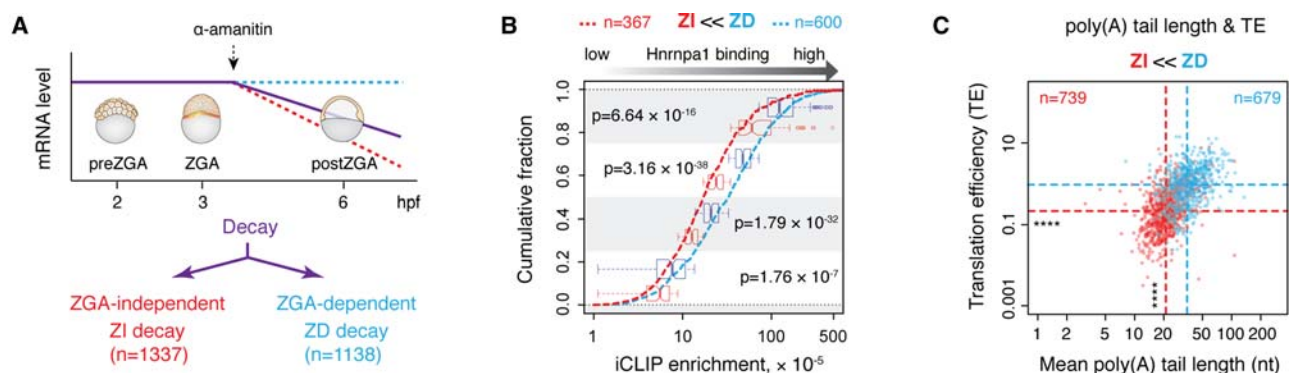 A
α-amanitin
mRNA level
preZGA
ZGA
postZGA
2
3
6
hpf
Decay
ZGA-independent
ZI decay
(n=1337)
ZGA-dependent
ZD decay
(n=1138)
B
n=367
ZI << ZD
n=600
low
Hnrnpa1 binding
high
Cumulative fraction
1.0
0.8
0.6
0.4
0.2
0.0
p=6.64 × 10-16
p=3.16 × 10-38
p=1.79 × 10-32
p=1.76 × 10-7
1
10
100
500
iCLIP enrichment, × 10-5
C
poly(A) tail length & TE
ZI << ZD
n=739
n=679
Translation efficiency (TE)
10
0.1
0.001
****
****
1
2
5
10
20
50
100
200
Mean poly(A) tail length (nt)